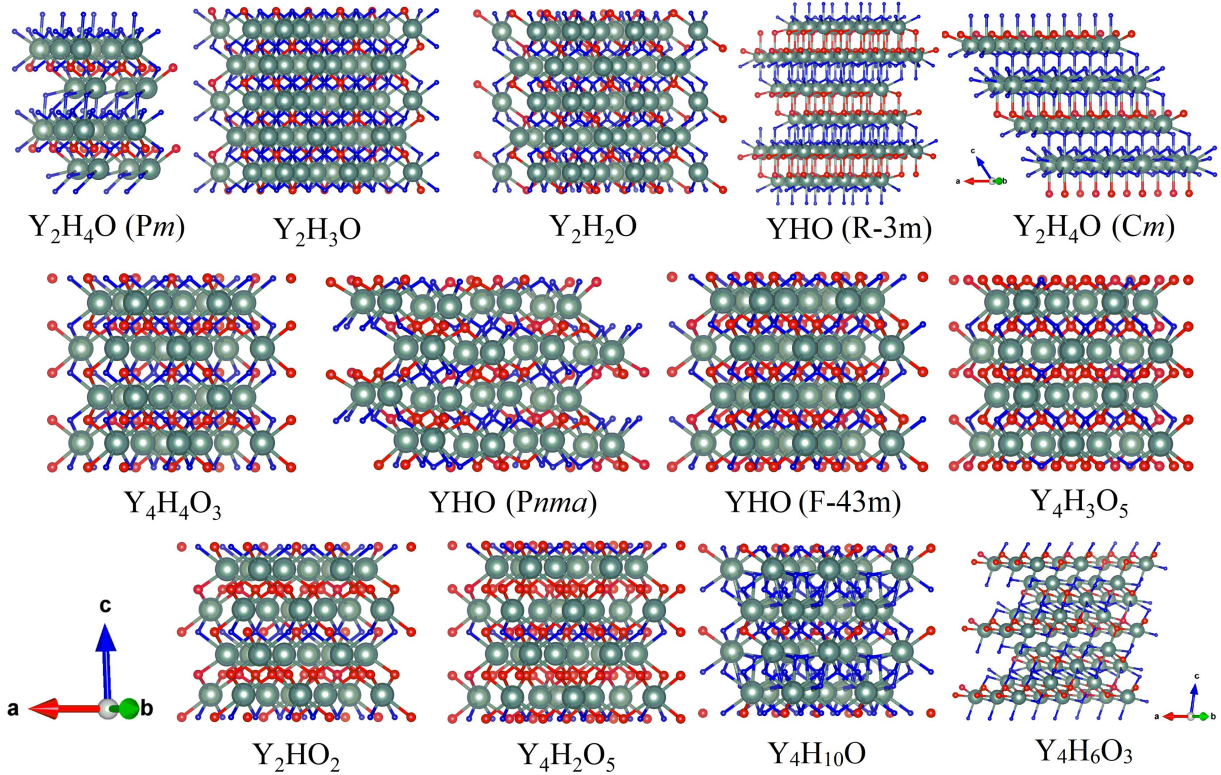 Y₂H₄O (Pm)
Y₂H₃O
Y₂H₂O
YHO (R-3m)
c
a
b
Y₂H₄O (Cm)
Y₄H₄O₃
YHO (Pnma)
YHO (F-43m)
Y₄H₃O₅
c
a
b
Y₂HO₂
Y₄H₂O₅
Y₄H₁₀O
c
a
b
Y₄H₆O₃